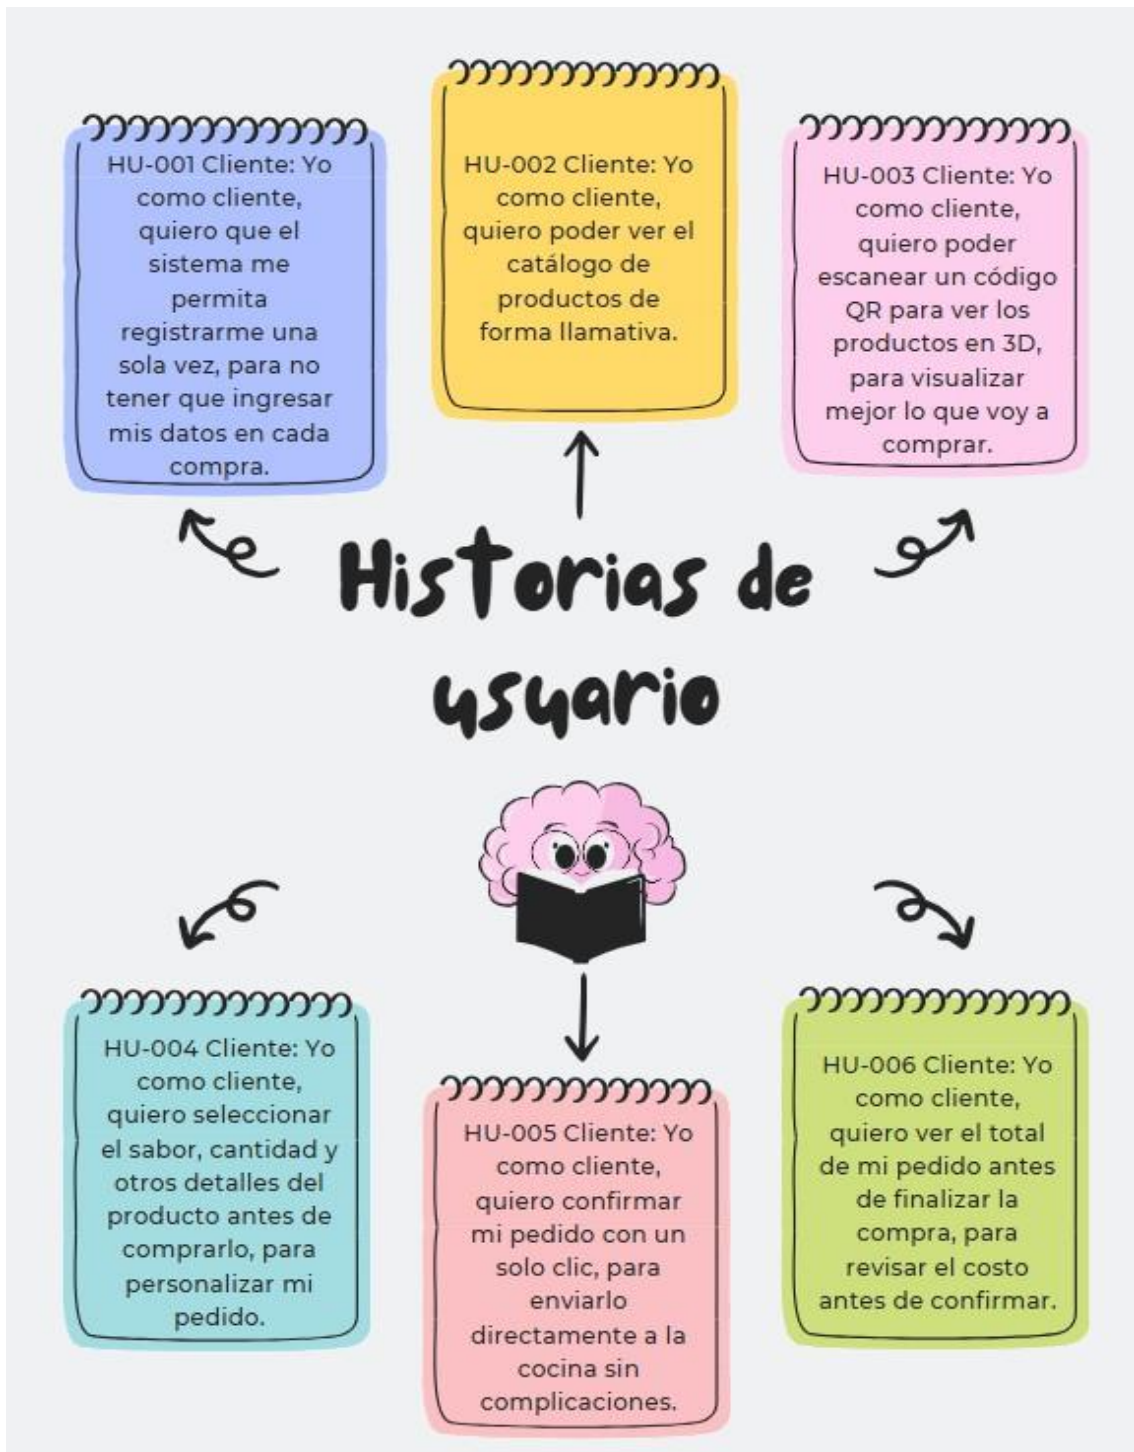 HU-001 Cliente: Yo
como cliente,
quiero que el
sistema me
permita
registrarme una
sola vez, para no
tener que ingresar
mis datos en cada
compra.
HU-002 Cliente: Yo
como cliente,
quiero poder ver el
catálogo de
productos de
forma llamativa.
HU-003 Cliente: Yo
como cliente,
quiero poder
escanear un código
QR para ver los
productos en 3D,
para visualizar
mejor lo que voy a
comprar.
Historias de
usuario
HU-004 Cliente: Yo
como cliente,
quiero seleccionar
el sabor, cantidad y
otros detalles del
producto antes de
comprarlo, para
personalizar mi
pedido.
HU-005 Cliente: Yo
como cliente,
quiero confirmar
mi pedido con un
solo clic, para
enviarlo
directamente a la
cocina sin
complicaciones.
HU-006 Cliente: Yo
como cliente,
quiero ver el total
de mi pedido antes
de finalizar la
compra, para
revisar el costo
antes de confirmar.